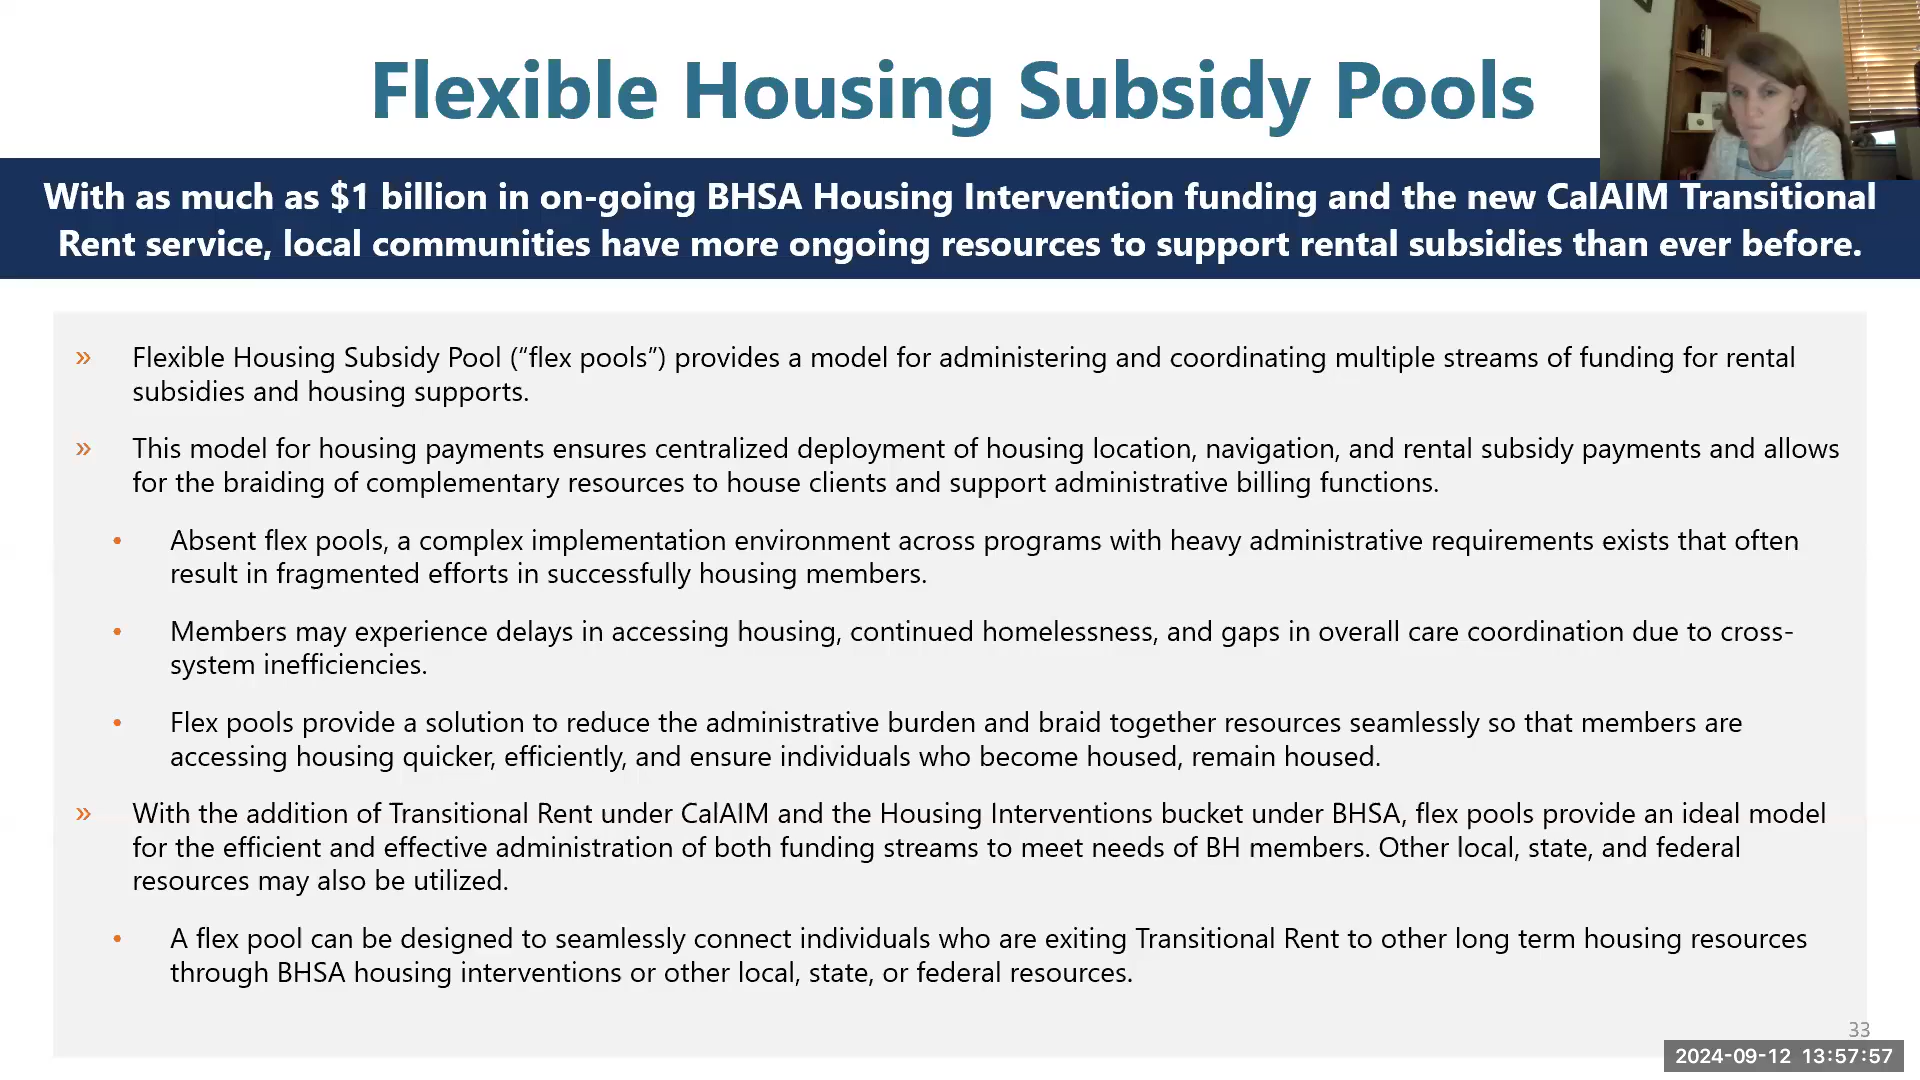 Flexible Housing Subsidy Pools
With as much as $1 billion in on-going BHSA Housing Intervention funding and the new CalAIM Transitional
Rent service, local communities have more ongoing resources to support rental subsidies than ever before.
» Flexible Housing Subsidy Pool (“flex pools”) provides a model for administering and coordinating multiple streams of funding for rental
subsidies and housing supports.
» This model for housing payments ensures centralized deployment of housing location, navigation, and rental subsidy payments and allows
for the braiding of complementary resources to house clients and support administrative billing functions.
• Absent flex pools, a complex implementation environment across programs with heavy administrative requirements exists that often
result in fragmented efforts in successfully housing members.
• Members may experience delays in accessing housing, continued homelessness, and gaps in overall care coordination due to cross-
system inefficiencies.
• Flex pools provide a solution to reduce the administrative burden and braid together resources seamlessly so that members are
accessing housing quicker, efficiently, and ensure individuals who become housed, remain housed.
» With the addition of Transitional Rent under CalAIM and the Housing Interventions bucket under BHSA, flex pools provide an ideal model
for the efficient and effective administration of both funding streams to meet needs of BH members. Other local, state, and federal
resources may also be utilized.
• A flex pool can be designed to seamlessly connect individuals who are exiting Transitional Rent to other long term housing resources
through BHSA housing interventions or other local, state, or federal resources.
33
2024-09-12 13:57:57